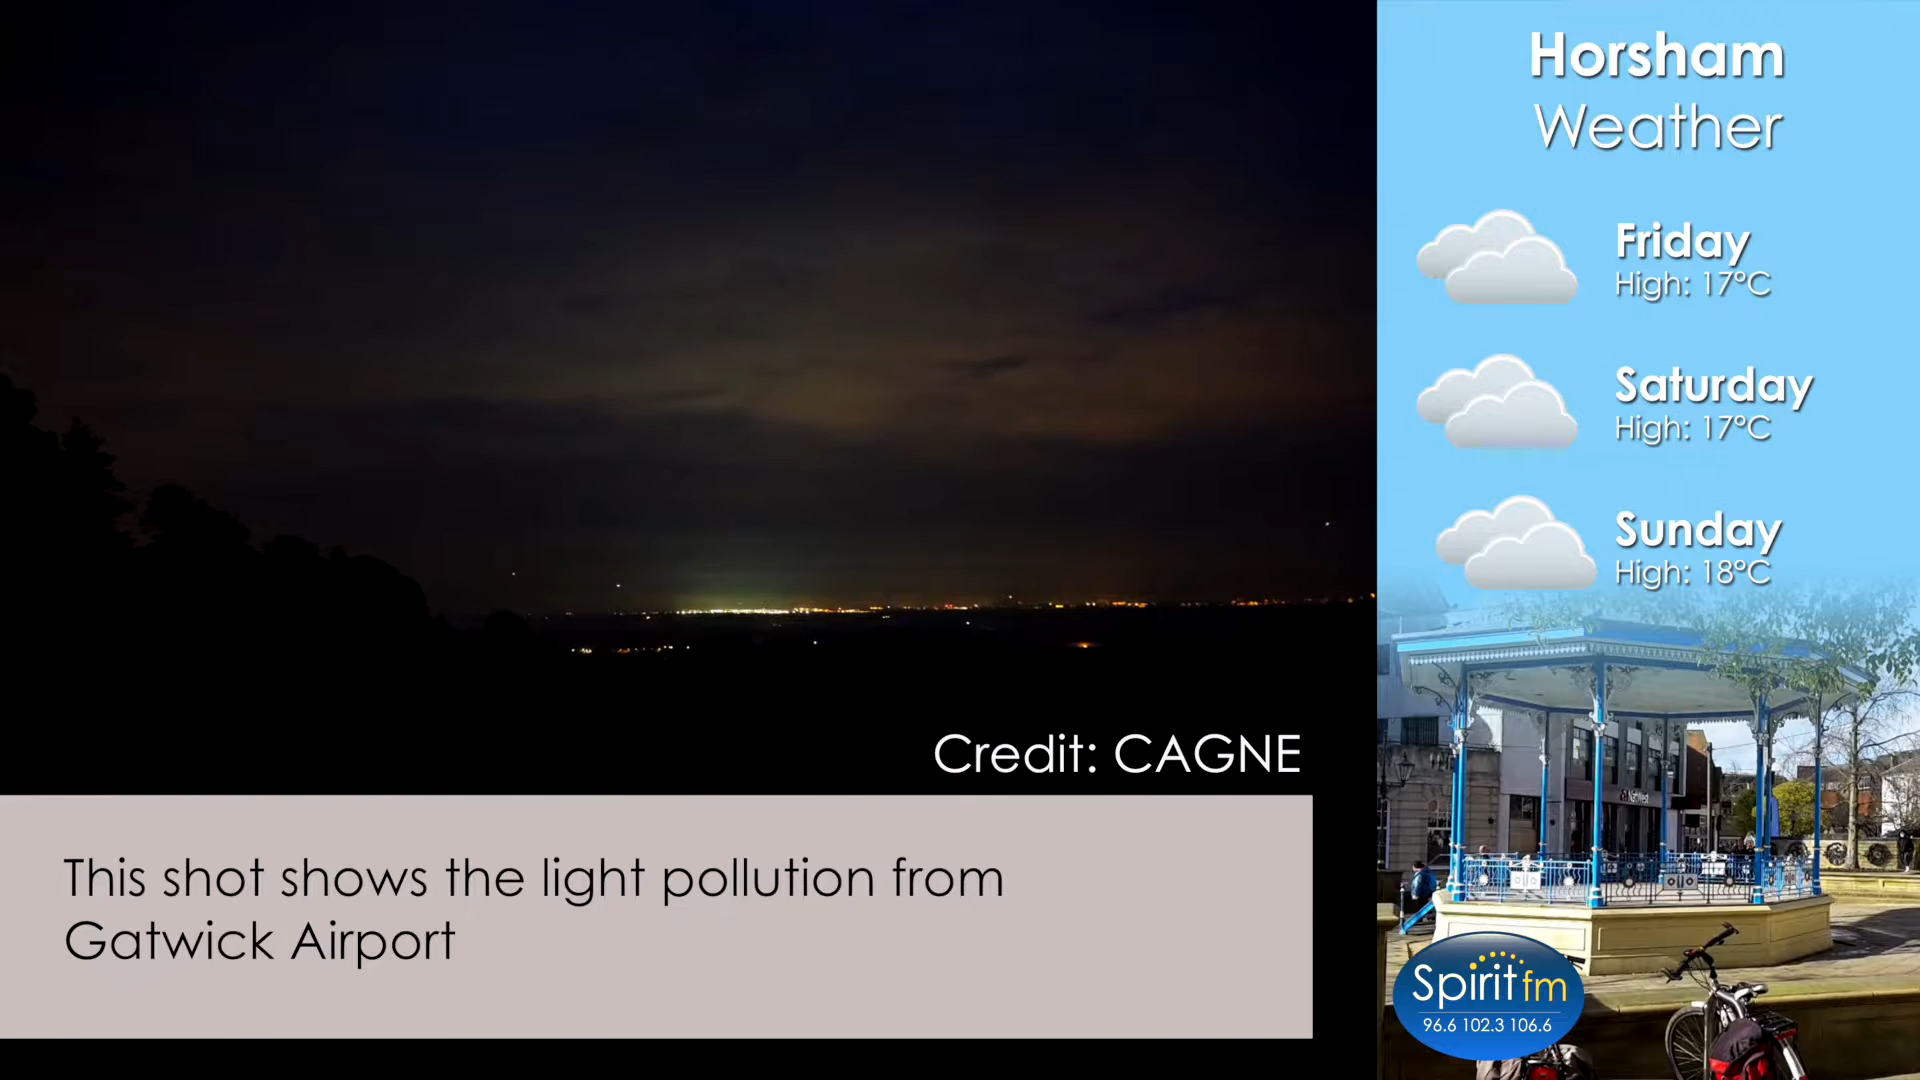 Credit: CAGNE
This shot shows the light pollution from
Gatwick Airport
Horsham
Weather
Friday
High: 17°C
Saturday
High: 17°C
Sunday
High: 18°C
NatWest
Spirit fm
96.6 102.3 106.6